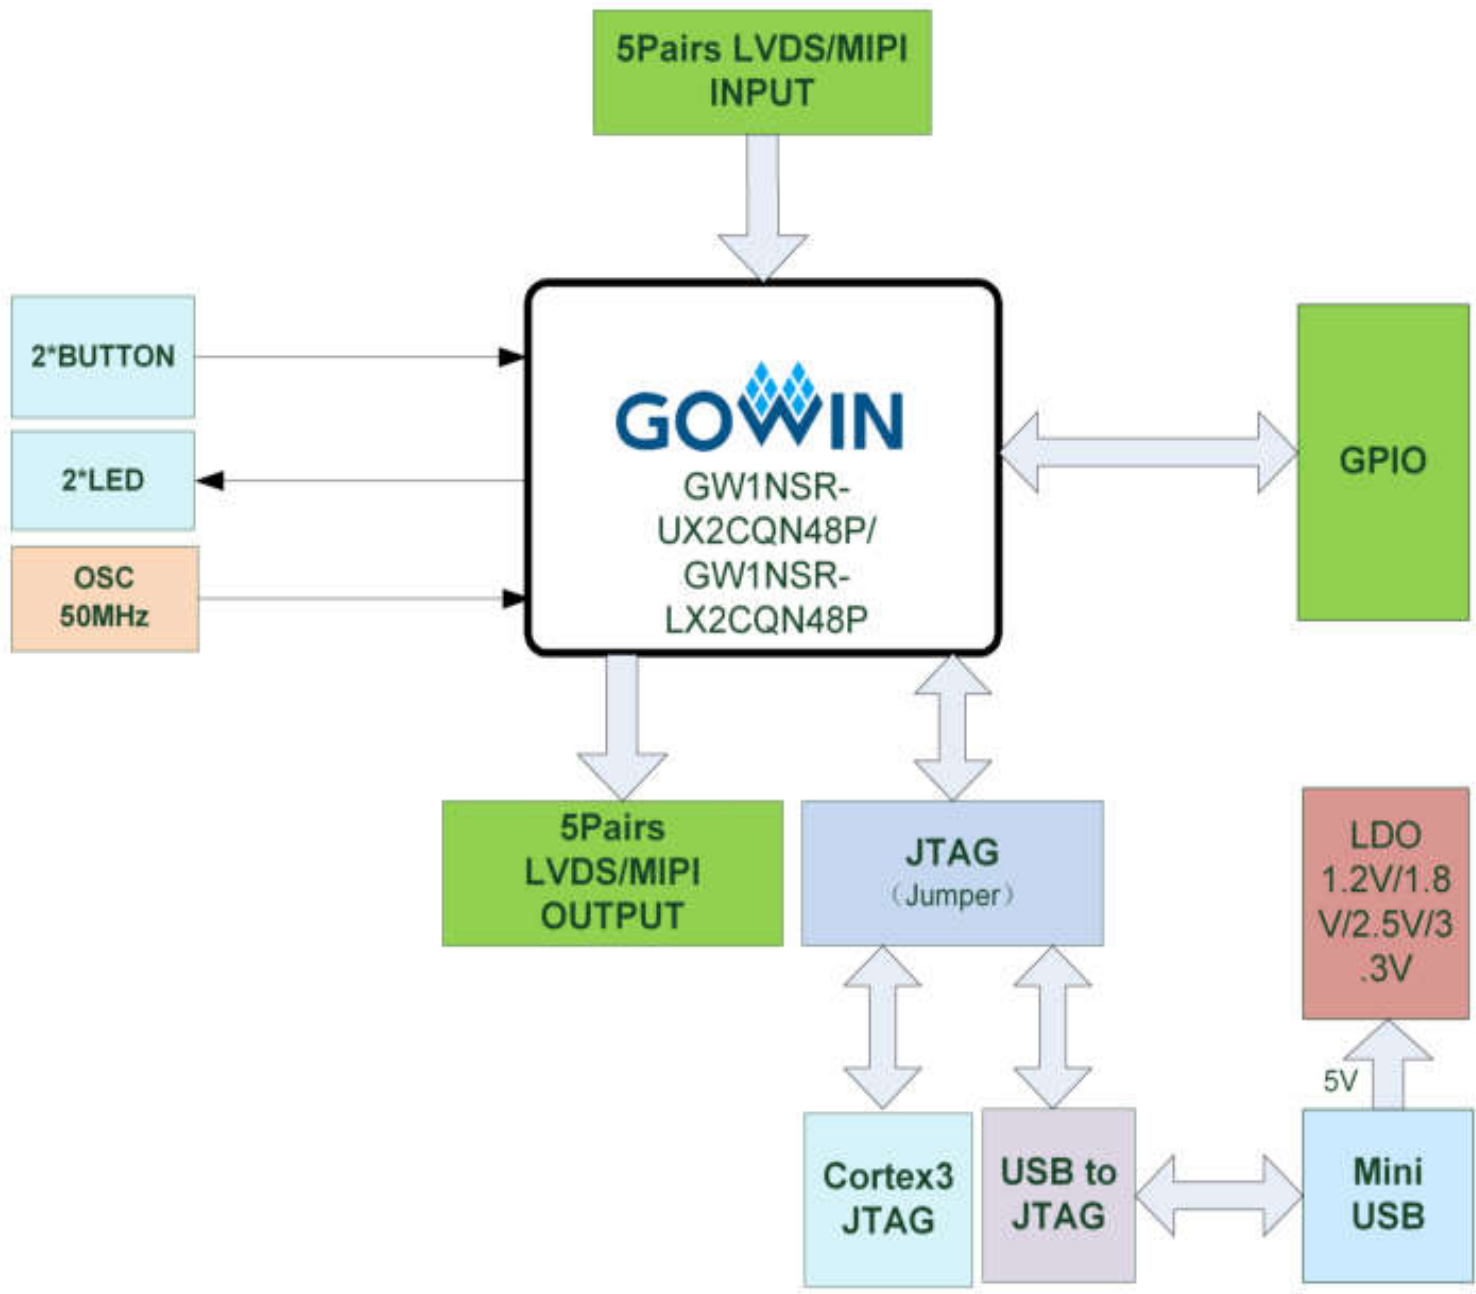 5Pairs LVDS/MIPI
INPUT
2*BUTTON
2*LED
OSC
50MHz
GOWIN
GW1NSR-
UX2CQN48P/
GW1NSR-
LX2CQN48P
GPIO
5Pairs
LVDS/MIPI
OUTPUT
JTAG
（Jumper）
LDO
1.2V/1.8
V/2.5V/3
.3V
5V
Cortex3
JTAG
USB to
JTAG
Mini
USB